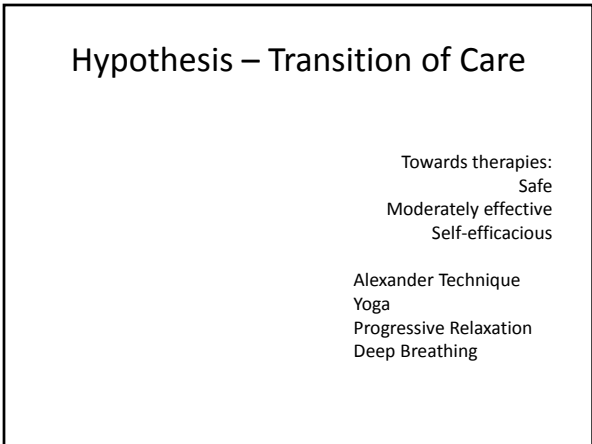 Hypothesis – Transition of Care
Towards therapies:
Safe
Moderately effective
Self-efficacious
Alexander Technique
Yoga
Progressive Relaxation
Deep Breathing